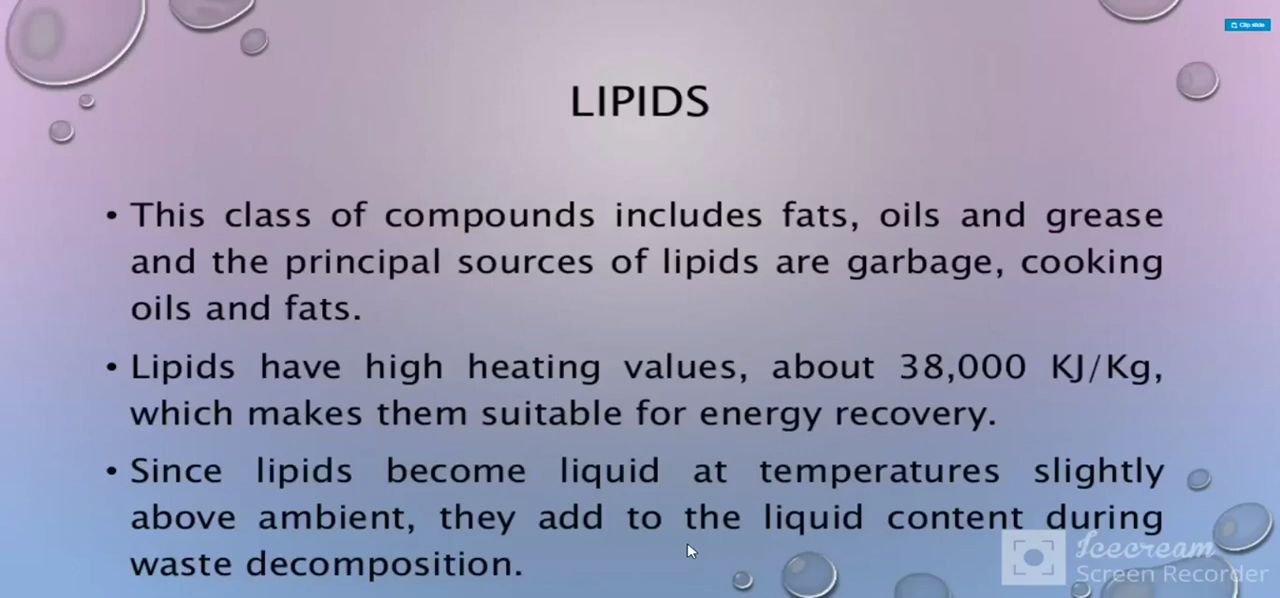 Clip slide
LIPIDS
• This class of compounds includes fats, oils and grease
and the principal sources of lipids are garbage, cooking
oils and fats.
• Lipids have high heating values, about 38,000 KJ/Kg,
which makes them suitable for energy recovery.
• Since lipids become liquid at temperatures slightly
above ambient, they add to the liquid content during
waste decomposition.
Icecream
Screen Recorder